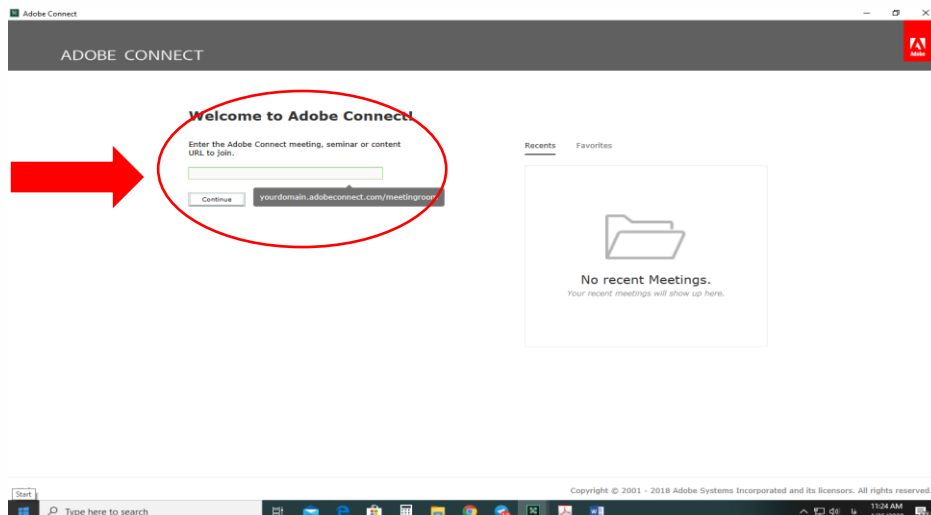 Adobe Connect
ADOBE CONNECT
Adobe
Welcome to Adobe Connect!
Enter the Adobe Connect meeting, seminar or content
URL to join.
Continue
yourdomain.adobeconnect.com/meetingroom
Recents Favorites
No recent Meetings.
Your recent meetings will show up here.
Copyright © 2001 - 2018 Adobe Systems Incorporated and its licensors. All rights reserved.
Start
Type here to search
11:24 AM